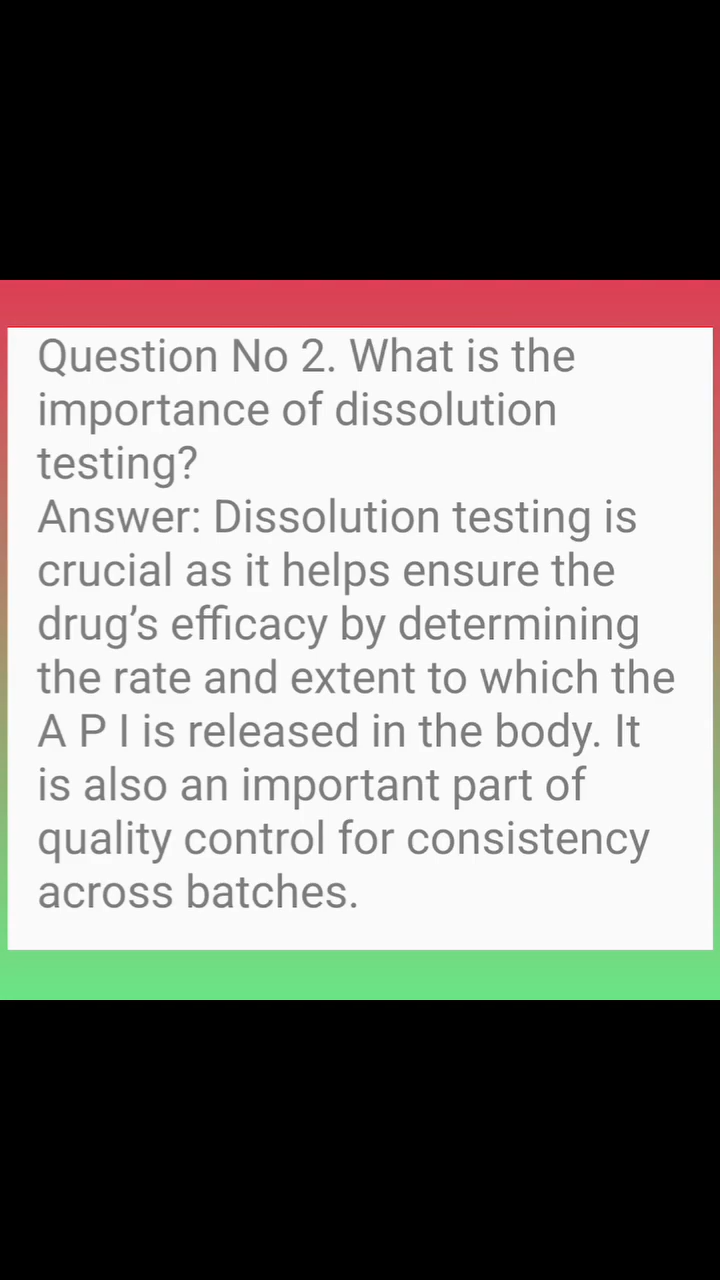 Question No 2. What is the
importance of dissolution
testing?
Answer: Dissolution testing is
crucial as it helps ensure the
drug’s efficacy by determining
the rate and extent to which the
A P I is released in the body. It
is also an important part of
quality control for consistency
across batches.